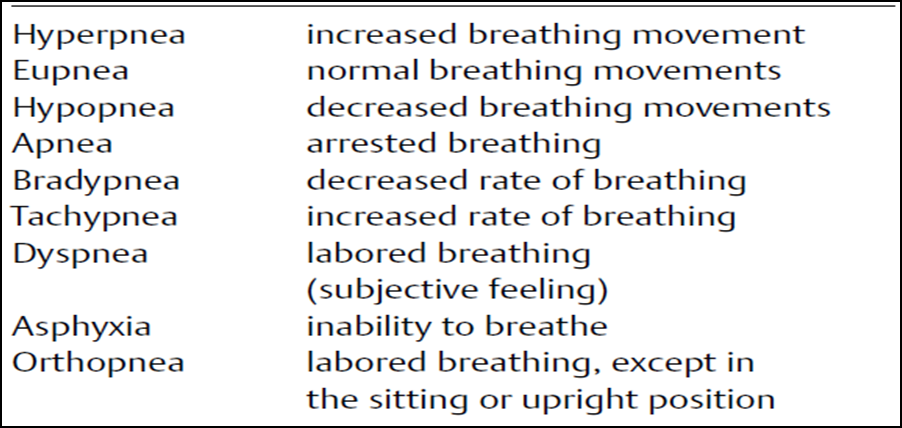 Hyperpnea increased breathing movement
Eupnea normal breathing movements
Hypopnea decreased breathing movements
Apnea arrested breathing
Bradypnea decreased rate of breathing
Tachypnea increased rate of breathing
Dyspnea labored breathing
(subjective feeling)
Asphyxia inability to breathe
Orthopnea labored breathing, except in
the sitting or upright position